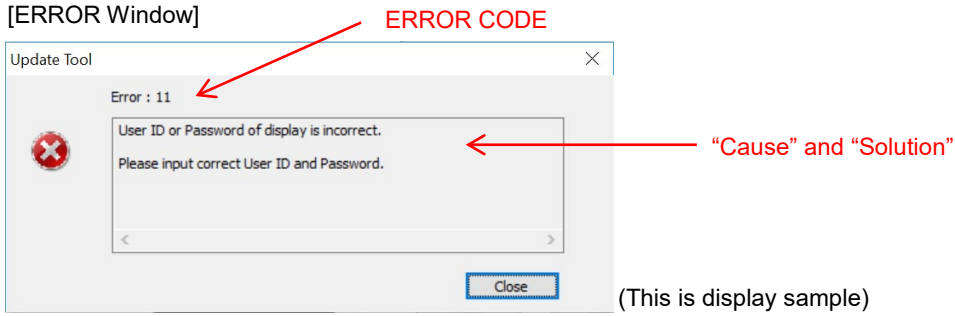 [ERROR Window]
ERROR CODE
Update Tool
Error : 11
User ID or Password of display is incorrect.
Please input correct User ID and Password.
“Cause” and “Solution”
Close
(This is display sample)